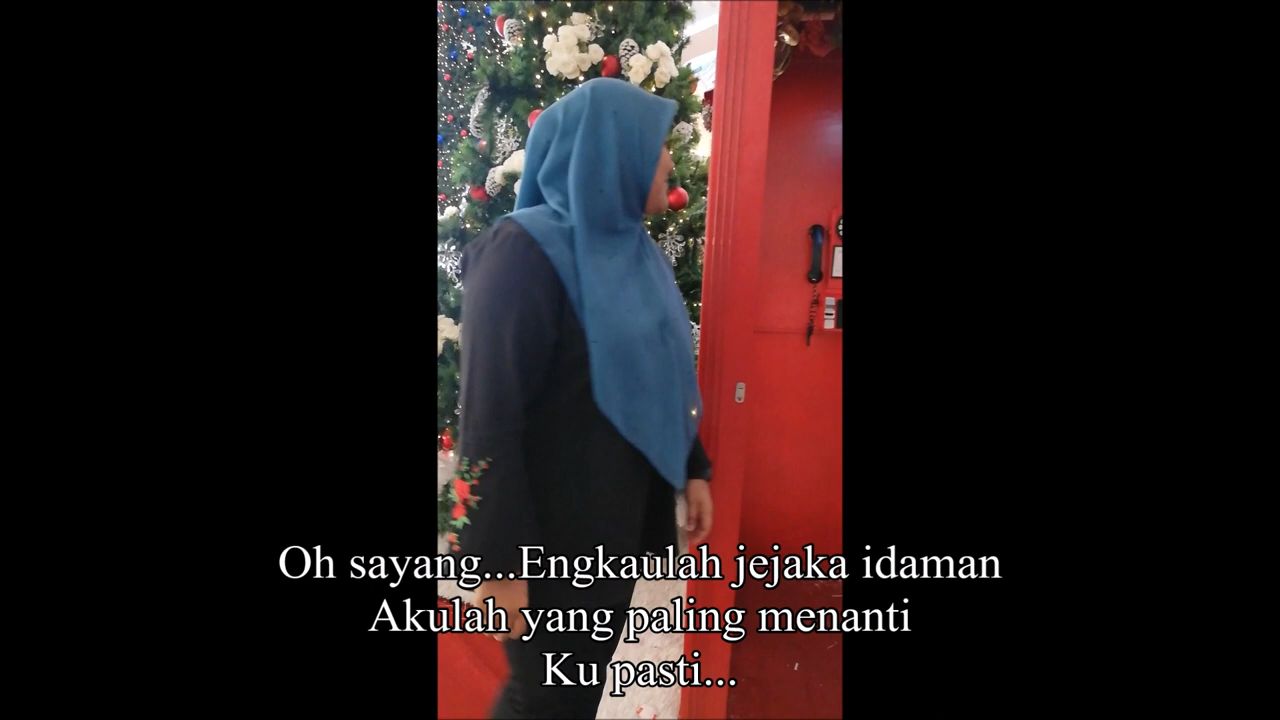 Oh sayang...Engkaulah jejaka idaman
Akulah yang paling menanti
Ku pasti...